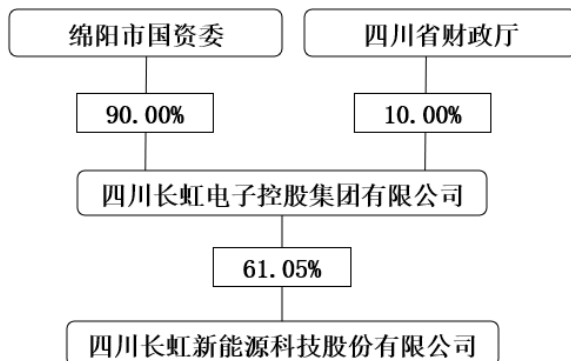 绵阳市国资委
四川省财政厅
90.00%
10.00%
四川长虹电子控股集团有限公司
61.05%
四川长虹新能源科技股份有限公司